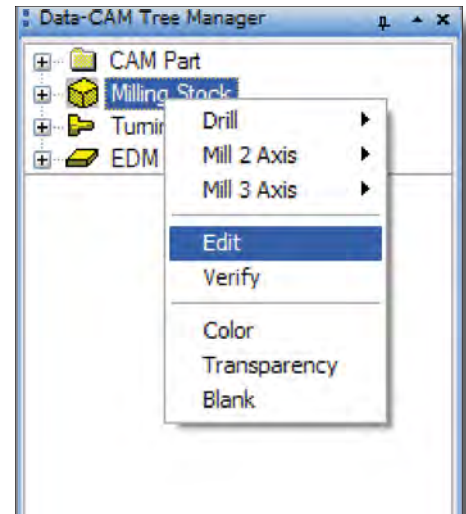 Data-CAM Tree Manager
CAM Part
Milling Stock
EDM
Drill
Mill 2 Axis
Mill 3 Axis
Edit
Verify
Color
Transparency
Blank